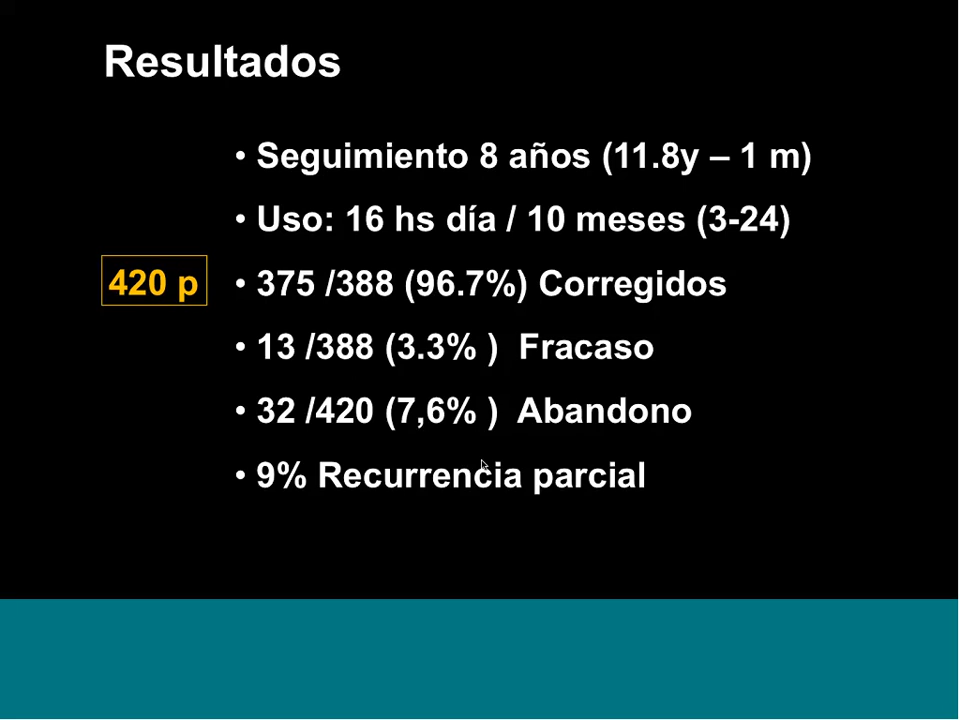 Resultados
• Seguimiento 8 años (11.8y – 1 m)
• Uso: 16 hs día / 10 meses (3-24)
420 p
• 375 /388 (96.7%) Corregidos
• 13 /388 (3.3% )  Fracaso
• 32 /420 (7,6% )  Abandono
• 9% Recurrencia parcial